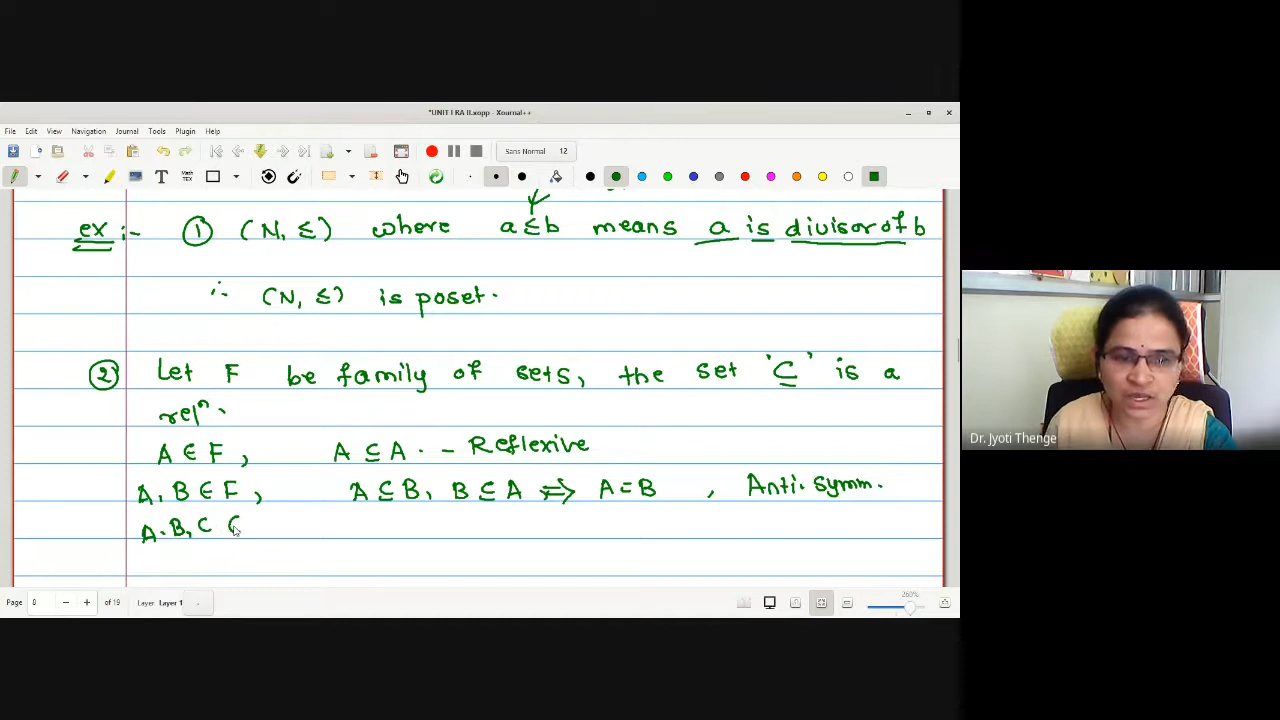 *UNIT I RA II.xopp - Xournal++
File Edit View Navigation Journal Tools Plugin Help
Sans Normal 12
ex :- ① (N, ≤) where a≤b means a is divisor of b
∴ (N, ≤) is poset.
② Let F be family of sets, the set '⊆' is a
relⁿ.
A ∈ F, A ⊆ A. - Reflexive
A, B ∈ F, A ⊆ B, B ⊆ A ⟺ A = B , Anti-symm.
A. B, C
Page 8 of 19 Layer Layer 1 260%
Dr. Jyoti Thenge